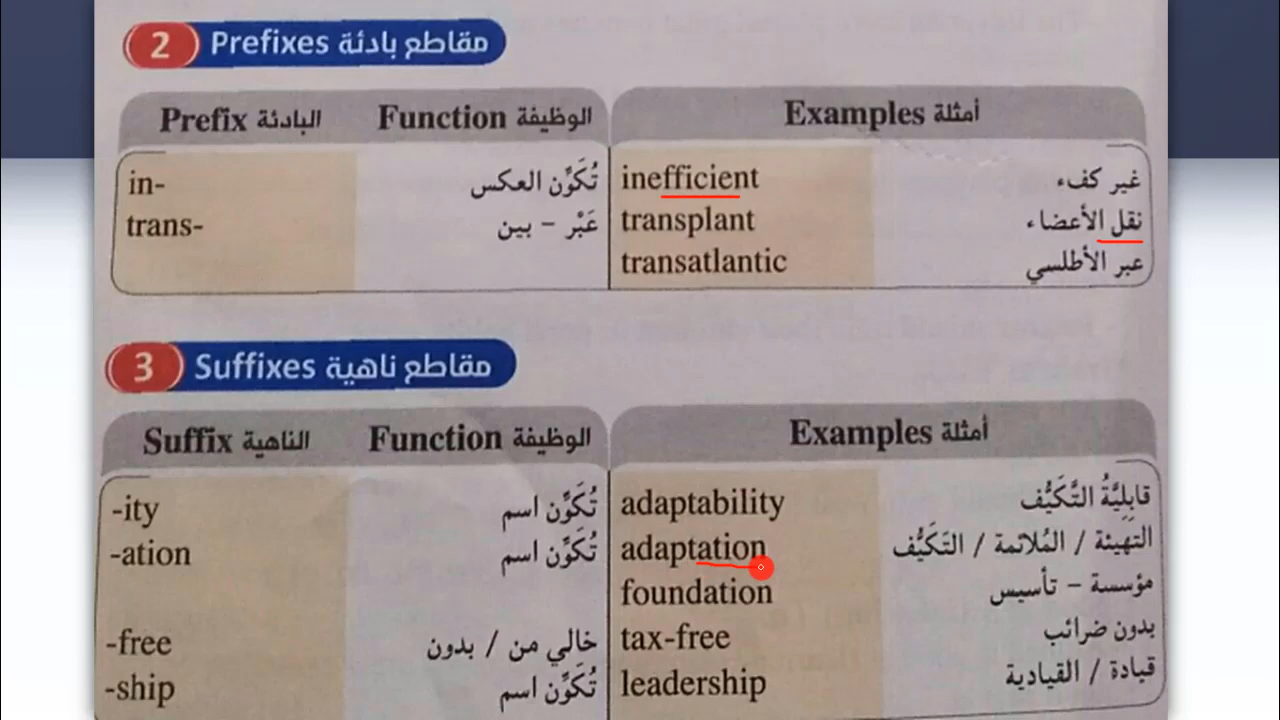 2 Prefixes مقاطع بادئة
Prefix البادئة Function الوظيفة Examples أمثلة
in- تُكَوِّن العكس inefficient غير كفء
trans- عَبْر – بين transplant نقل الأعضاء
transatlantic عبر الأطلسي
3 Suffixes مقاطع ناهية
Suffix الناهية Function الوظيفة Examples أمثلة
-ity تُكَوِّن اسم adaptability قابِلِيَّةُ التَّكَيُّف
-ation تُكَوِّن اسم adaptation التهيئة / المُلائمة / التَكَيُّف
foundation مؤسسة – تأسيس
-free خالي من / بدون tax-free بدون ضرائب
-ship تُكَوِّن اسم leadership قيادة / القيادية